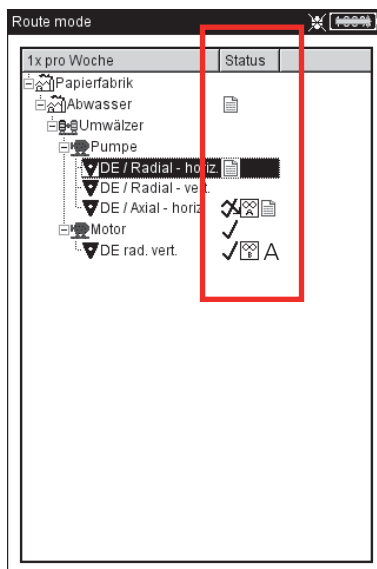 Route mode 100%
1x pro Woche Status
Papierfabrik
Abwasser
Umwälzer
Pumpe
DE / Radial - horiz.
DE / Radial - vert.
DE / Axial - horiz A
Motor
DE rad. vert. B A